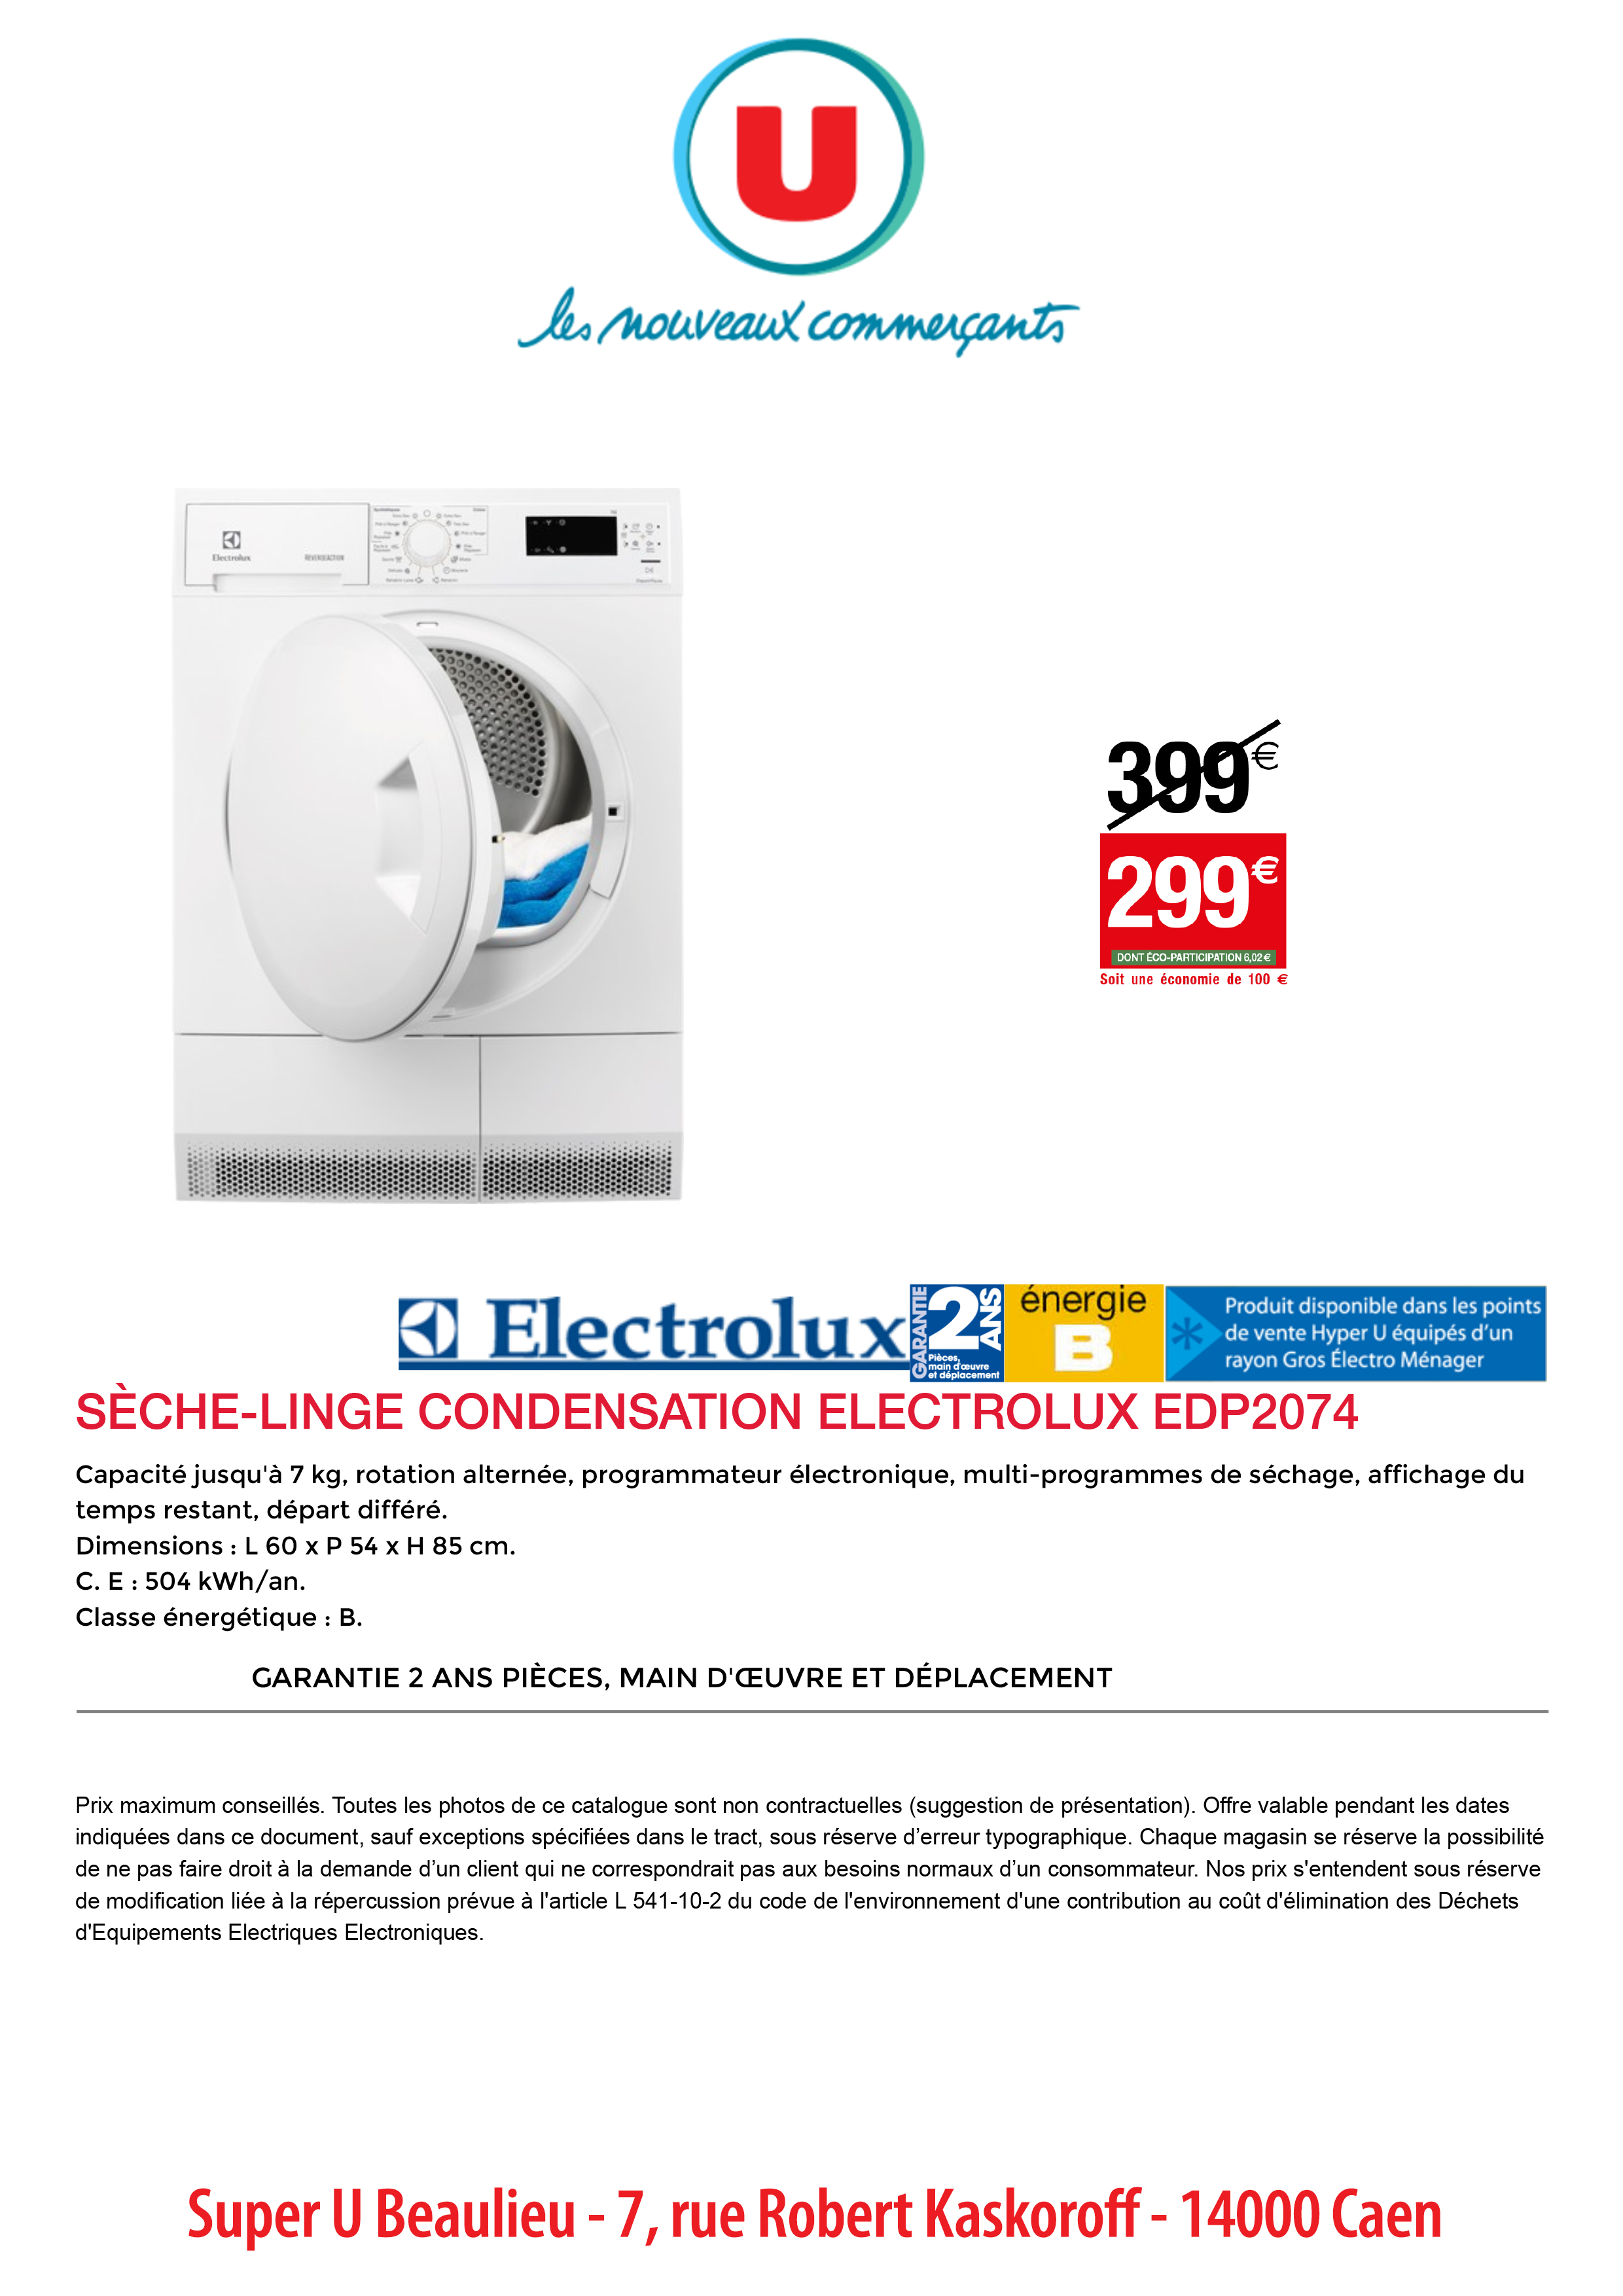 U
les nouveaux commerçants
Electrolux
REVERSEACTION
399€
299€
DONT ÉCO-PARTICIPATION 6,02€
Soit une économie de 100 €
Electrolux
GARANTIE
2 ANS
Pièces,
main d'œuvre
et déplacement
énergie
B
Produit disponible dans les points
* de vente Hyper U équipés d’un
rayon Gros Électro Ménager
SÈCHE-LINGE CONDENSATION ELECTROLUX EDP2074
Capacité jusqu'à 7 kg, rotation alternée, programmateur électronique, multi-programmes de séchage, affichage du
temps restant, départ différé.
Dimensions : L 60 x P 54 x H 85 cm.
C. E : 504 kWh/an.
Classe énergétique : B.
GARANTIE 2 ANS PIÈCES, MAIN D'ŒUVRE ET DÉPLACEMENT
Prix maximum conseillés. Toutes les photos de ce catalogue sont non contractuelles (suggestion de présentation). Offre valable pendant les dates
indiquées dans ce document, sauf exceptions spécifiées dans le tract, sous réserve d’erreur typographique. Chaque magasin se réserve la possibilité
de ne pas faire droit à la demande d’un client qui ne correspondrait pas aux besoins normaux d’un consommateur. Nos prix s'entendent sous réserve
de modification liée à la répercussion prévue à l'article L 541-10-2 du code de l'environnement d'une contribution au coût d'élimination des Déchets
d'Equipements Electriques Electroniques.
Super U Beaulieu - 7, rue Robert Kaskoroff - 14000 Caen